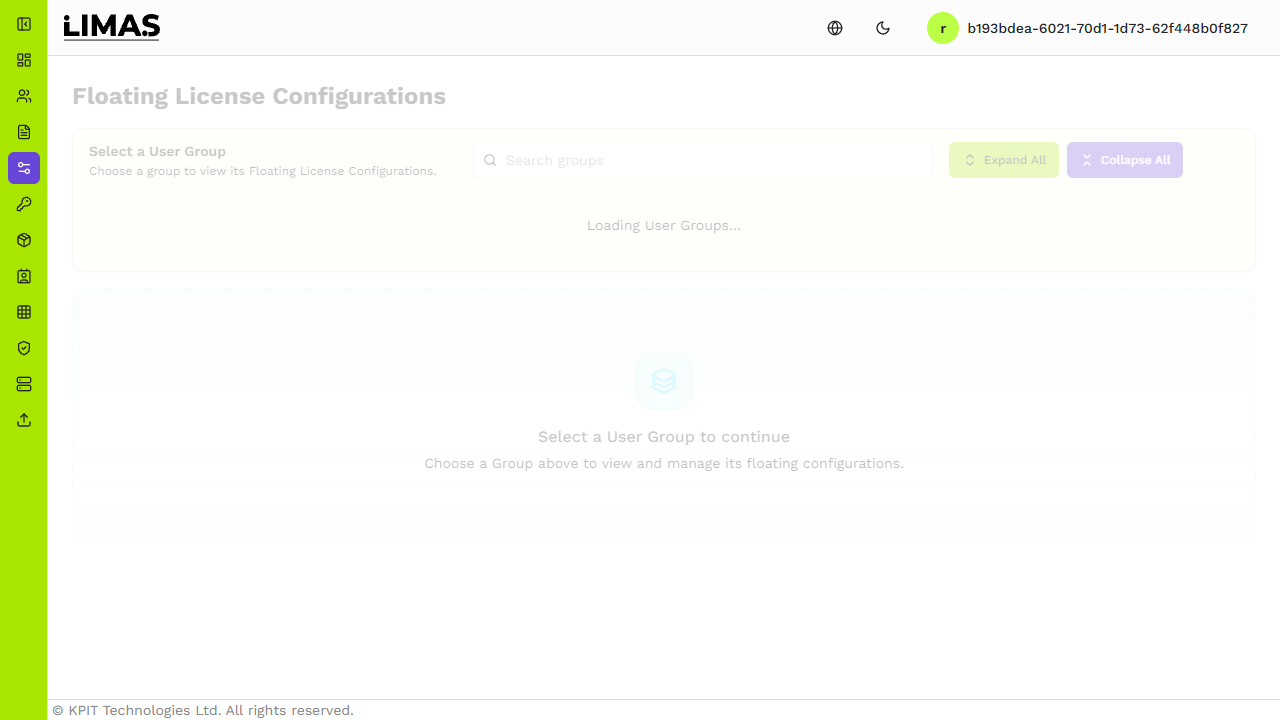 iLIMAS
r
b193bdea-6021-70d1-1d73-62f448b0f827
Floating License Configurations
Select a User Group
Choose a group to view its Floating License Configurations.
Search groups
Expand All
Collapse All
Loading User Groups...
Select a User Group to continue
Choose a Group above to view and manage its floating configurations.
© KPIT Technologies Ltd. All rights reserved.